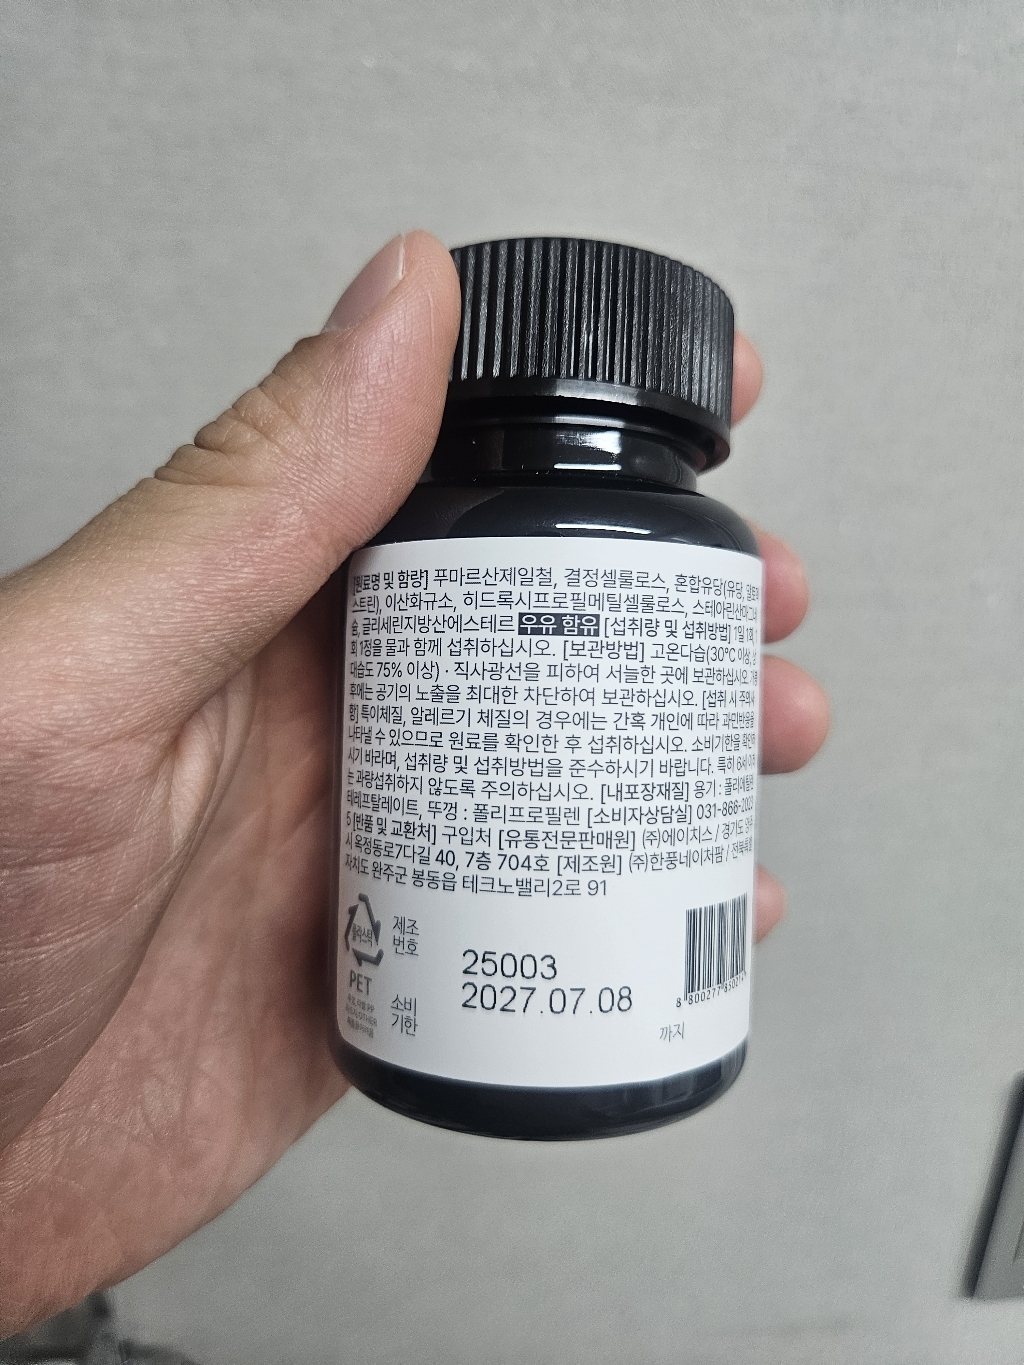 [원료명 및 함량] 푸마르산제일철, 결정셀룰로스, 혼합유당(유당, 말토덱
스트린), 이산화규소, 히드록시프로필메틸셀룰로스, 스테아린산마그네
슘, 글리세린지방산에스테르 우유 함유 [섭취량 및 섭취방법] 1일 1회, 1
회 1정을 물과 함께 섭취하십시오. [보관방법] 고온다습(30℃ 이상, 상
대습도 75% 이상)·직사광선을 피하여 서늘한 곳에 보관하십시오.
후에는 공기의 노출을 최대한 차단하여 보관하십시오. [섭취 시 주의사
항] 특이체질, 알레르기 체질의 경우에는 간혹 개인에 따라 과민반응을
나타낼 수 있으므로 원료를 확인한 후 섭취하십시오. 소비기한을 확인하
시기 바라며, 섭취량 및 섭취방법을 준수하시기 바랍니다. 특히 6세 이하
는 과량섭취하지 않도록 주의하십시오. [내포장재질] 용기 : 폴리에틸렌
테레프탈레이트, 뚜껑 : 폴리프로필렌 [소비자상담실] 031-866-202
5 [반품 및 교환처] 구입처 [유통전문판매원] ㈜에이치스 / 경기도 양주
시 옥정동로7다길 40, 7층 704호 [제조원] ㈜한풍네이처팜 / 전북특별
자치도 완주군 봉동읍 테크노밸리2로 91
플라스틱
PET
제조
번호
25003
소비
기한
2027.07.08
까지
8 800277